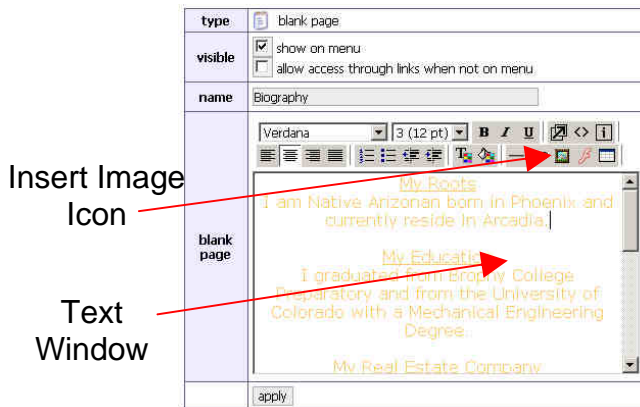 type blank page
visible show on menu
allow access through links when not on menu
name Biography
Verdana 3 (12 pt) B I U
Insert Image
Icon
blank
page
My Roots
I am Native Arizonan born in Phoenix and
currently reside in Arcadia.
My Education
I graduated from Brophy College
Preparatory and from the University of
Colorado with a Mechanical Engineering
Degree.
My Real Estate Company
Text
Window
apply